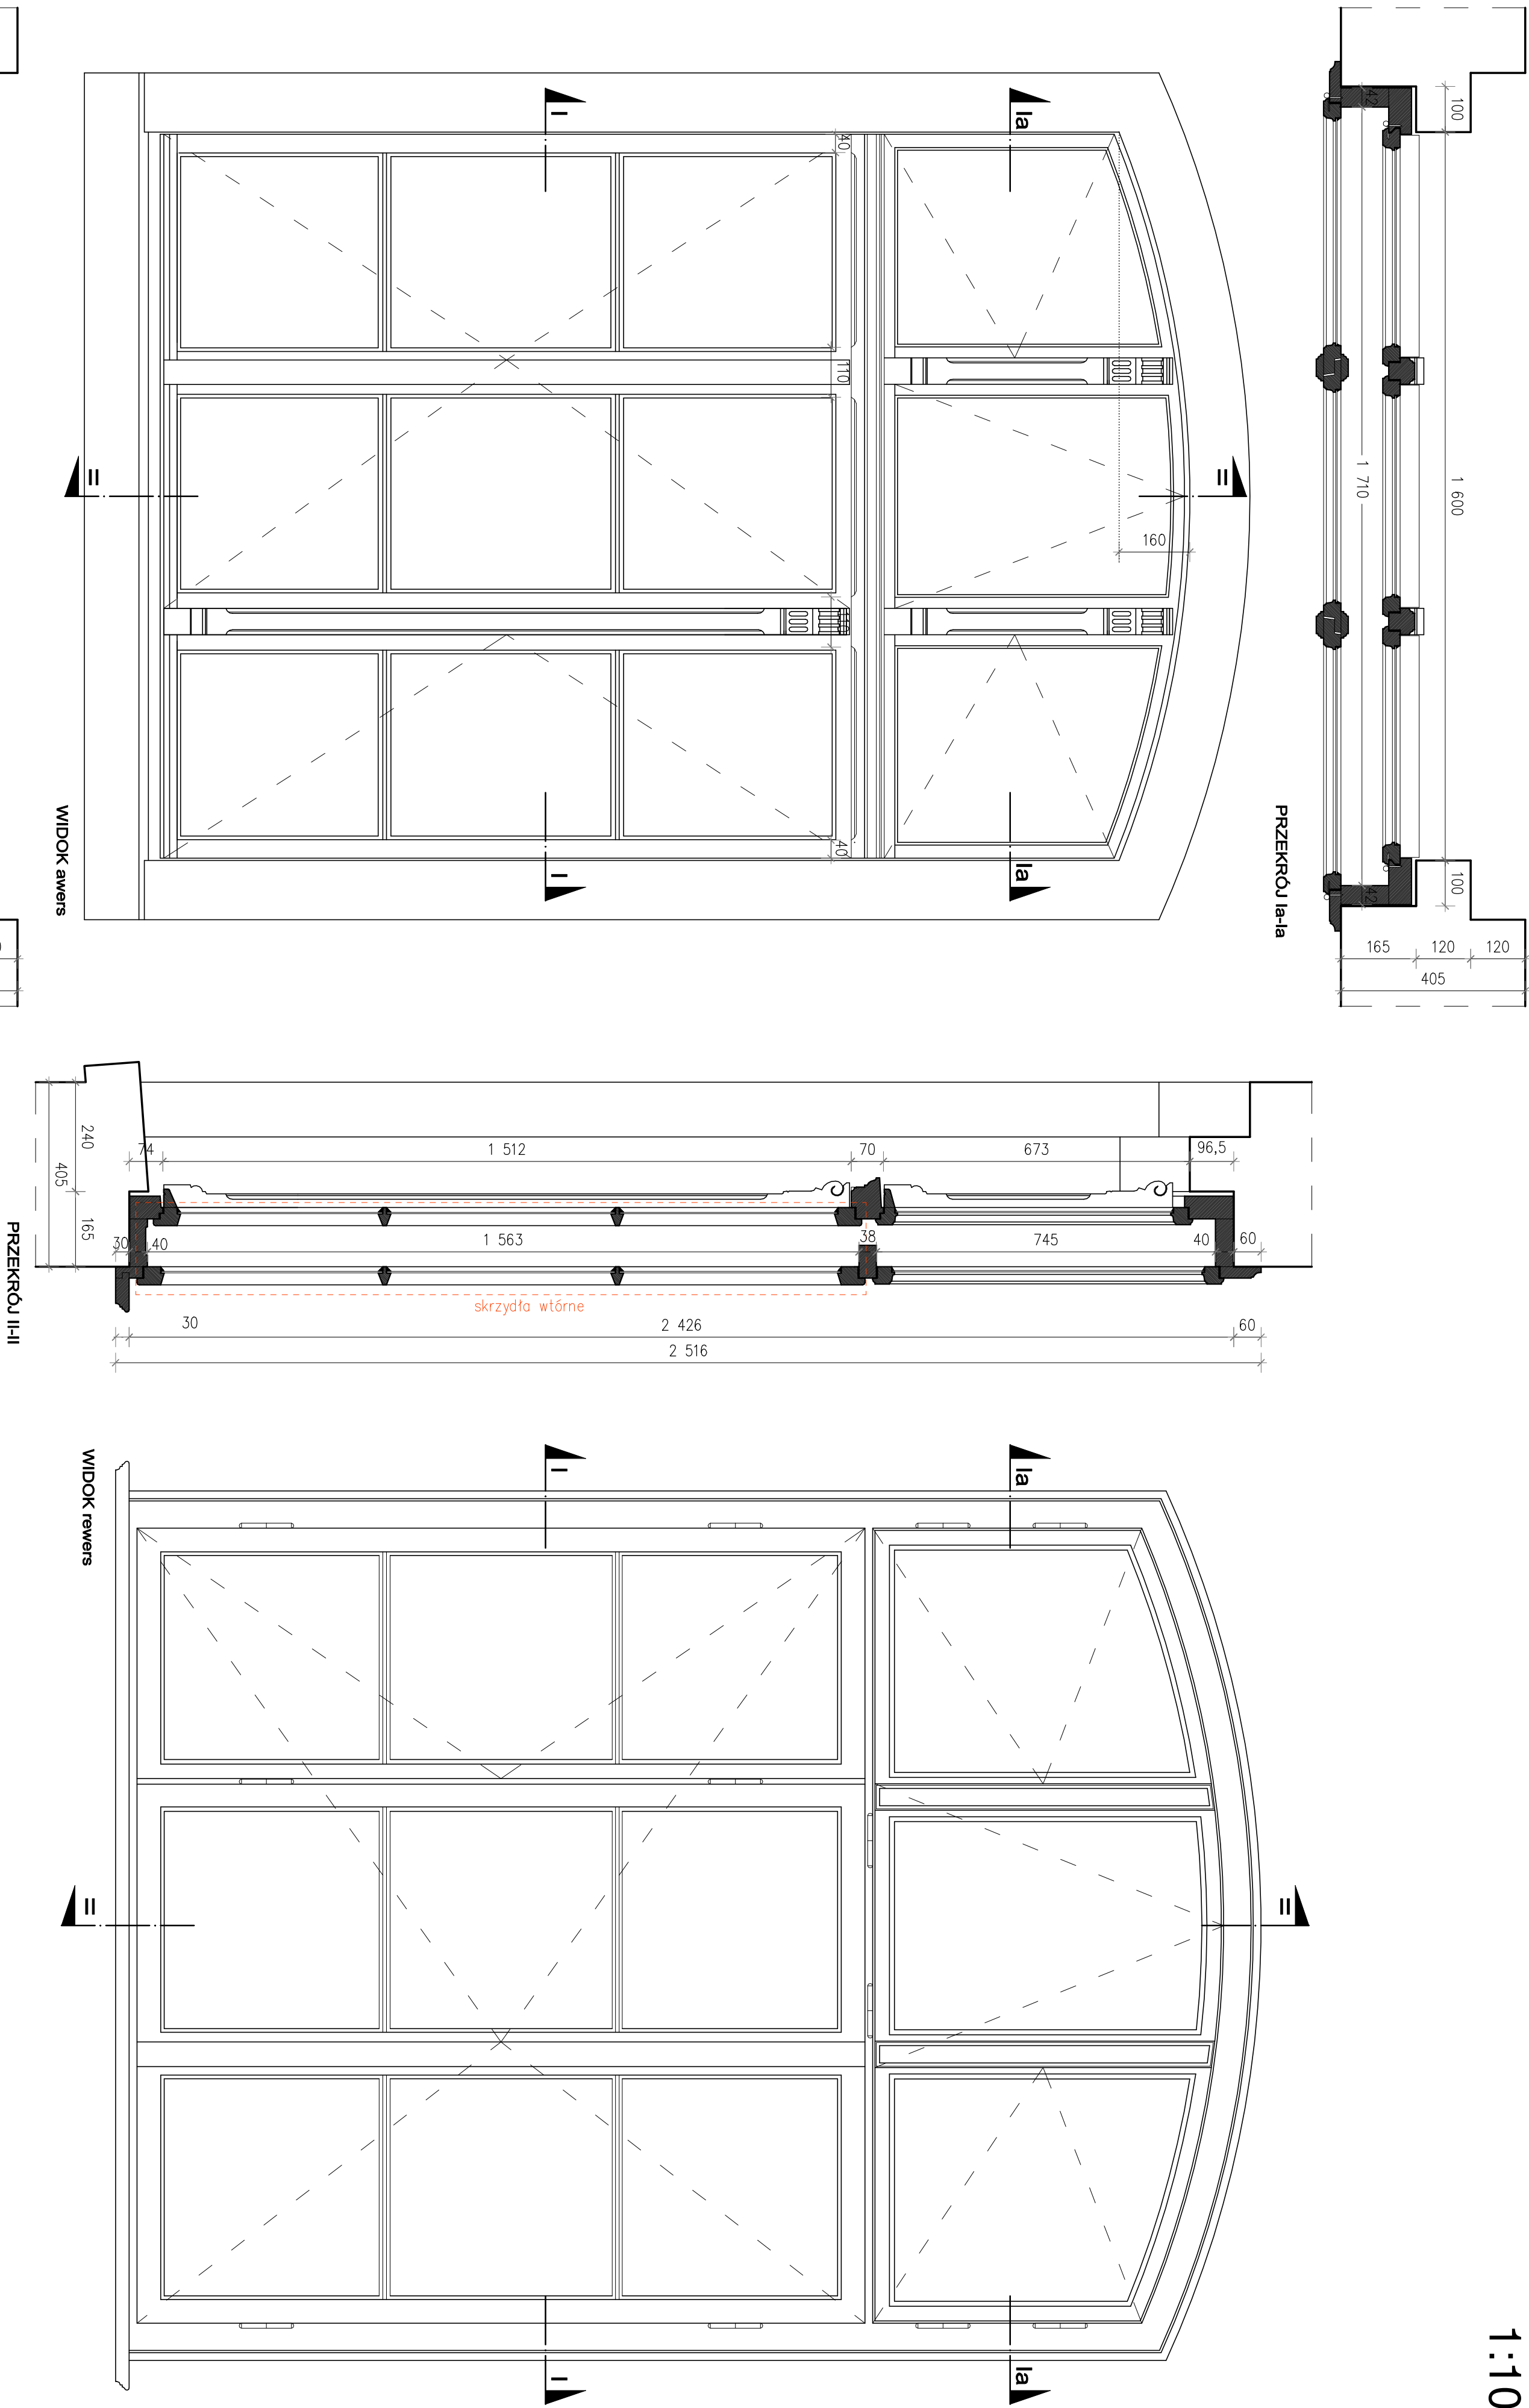 1:10
PRZEKRÓJ Ia-Ia
100
1 600
100
42
1 710
42
165
120
120
405
WIDOK awers
I
Ia
I
Ia
II
II
160
40
110
40
PRZEKRÓJ II-II
74
1 512
70
673
96,5
240
165
405
30
40
1 563
38
745
40
60
skrzydła wtórne
30
2 426
60
2 516
WIDOK rewers
I
Ia
I
Ia
II
II